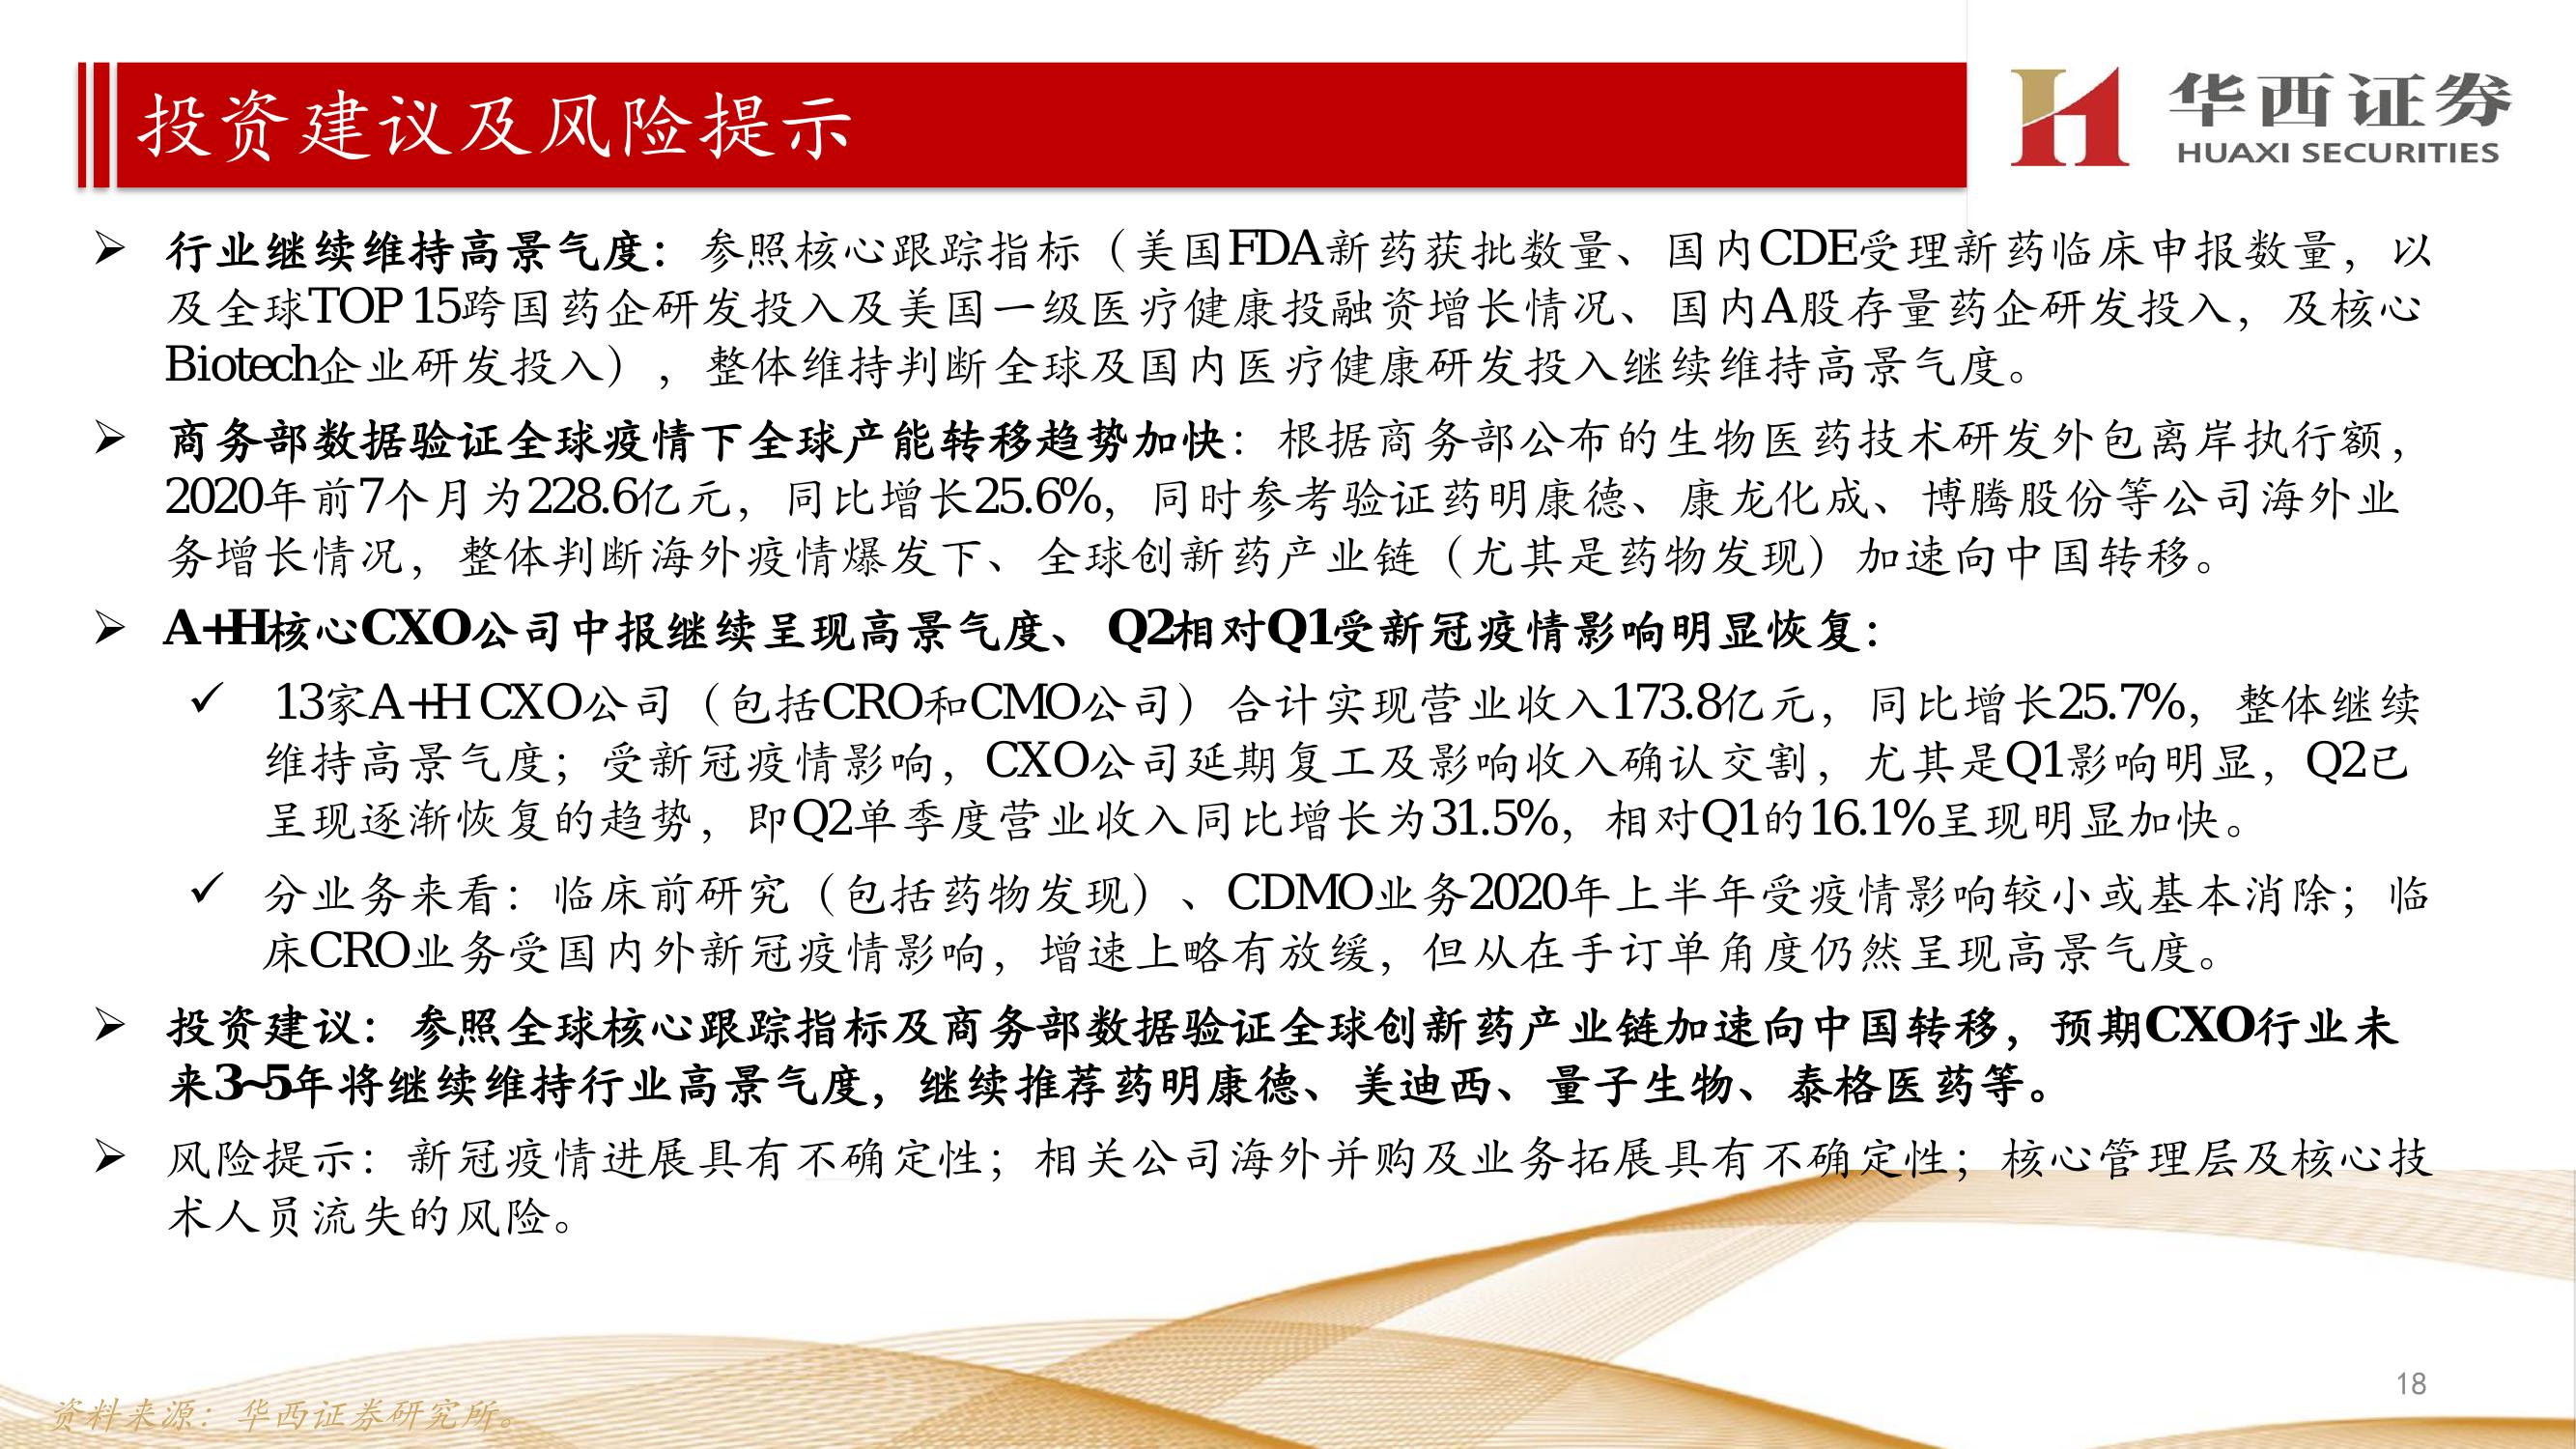 投资建议及风险提示
华西证券
HUAXI SECURITIES
➢ 行业继续维持高景气度：参照核心跟踪指标（美国FDA新药获批数量、国内CDE受理新药临床申报数量，以
及全球TOP 15跨国药企研发投入及美国一级医疗健康投融资增长情况、国内A股存量药企研发投入，及核心
Biotech企业研发投入），整体维持判断全球及国内医疗健康研发投入继续维持高景气度。
➢ 商务部数据验证全球疫情下全球产能转移趋势加快：根据商务部公布的生物医药技术研发外包离岸执行额，
2020年前7个月为228.6亿元，同比增长25.6%，同时参考验证药明康德、康龙化成、博腾股份等公司海外业
务增长情况，整体判断海外疫情爆发下、全球创新药产业链（尤其是药物发现）加速向中国转移。
➢ A+H核心CXO公司中报继续呈现高景气度、 Q2相对Q1受新冠疫情影响明显恢复：
✓ 13家A+H CXO公司（包括CRO和CMO公司）合计实现营业收入173.8亿元，同比增长25.7%，整体继续
维持高景气度；受新冠疫情影响，CXO公司延期复工及影响收入确认交割，尤其是Q1影响明显，Q2已
呈现逐渐恢复的趋势，即Q2单季度营业收入同比增长为31.5%，相对Q1的16.1%呈现明显加快。
✓ 分业务来看：临床前研究（包括药物发现）、CDMO业务2020年上半年受疫情影响较小或基本消除；临
床CRO业务受国内外新冠疫情影响，增速上略有放缓，但从在手订单角度仍然呈现高景气度。
➢ 投资建议：参照全球核心跟踪指标及商务部数据验证全球创新药产业链加速向中国转移，预期CXO行业未
来3~5年将继续维持行业高景气度，继续推荐药明康德、美迪西、量子生物、泰格医药等。
➢ 风险提示：新冠疫情进展具有不确定性；相关公司海外并购及业务拓展具有不确定性；核心管理层及核心技
术人员流失的风险。
18
资料来源：华西证券研究所。